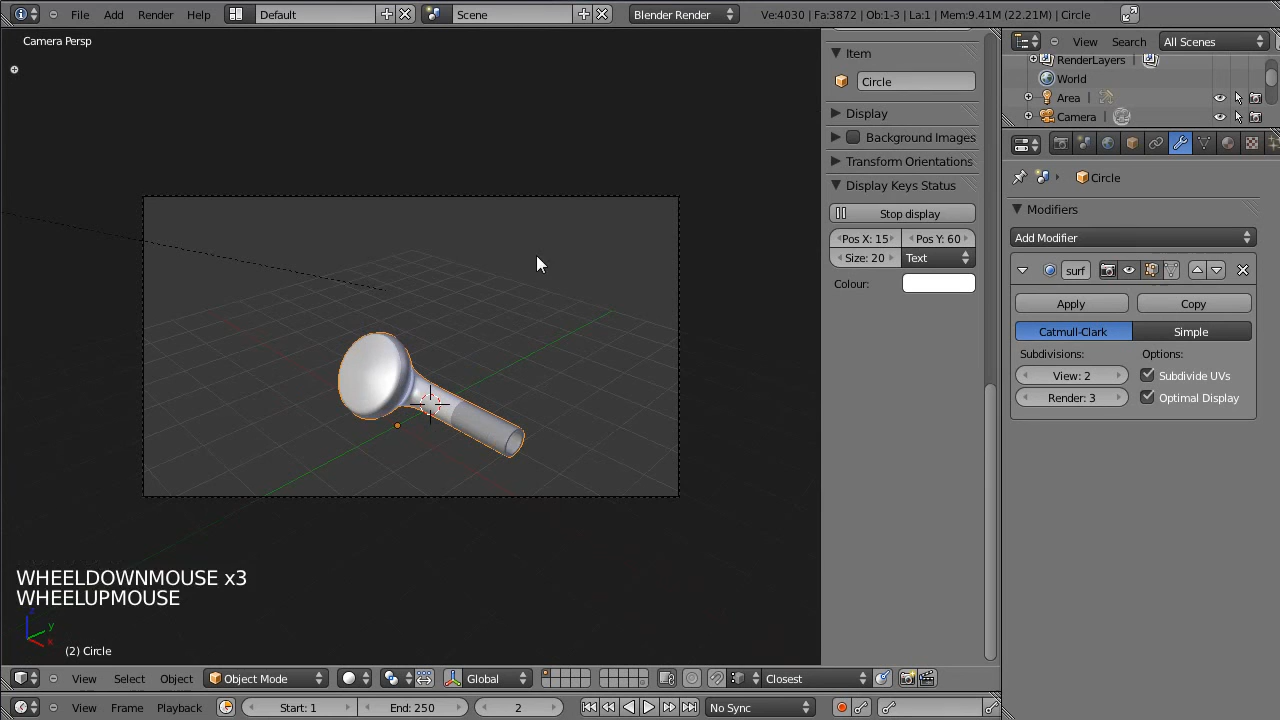 File Add Render Help Default Scene Blender Render Ve:4030 | Fa:3872 | Ob:1-3 | La:1 | Mem:9.41M (22.21M) | Circle
View Search All Scenes
Camera Persp
RenderLayers |
World
Area |
Camera |
Item
Circle
Display
Background Images
Transform Orientations
Display Keys Status
Stop display
Pos X: 15 Pos Y: 60
Size: 20 Text
Colour:
Circle
Modifiers
Add Modifier
surf
Apply Copy
Catmull-Clark Simple
Subdivisions: Options:
View: 2 Subdivide UVs
Render: 3 Optimal Display
WHEELDOWNMOUSE x3
WHEELUPMOUSE
z
y
x
(2) Circle
View Select Object Object Mode Global Closest
View Frame Playback Start: 1 End: 250 2 No Sync